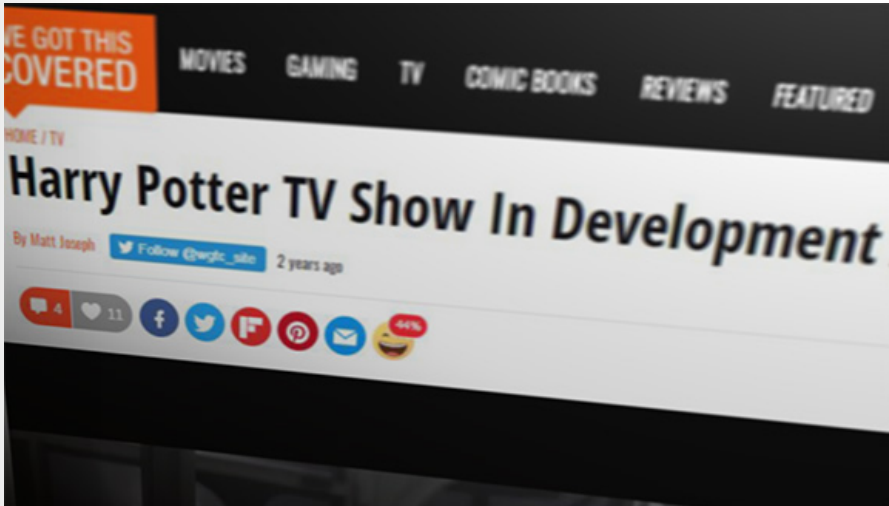 VE GOT THIS
COVERED
MOVIES GAMING TV COMIC BOOKS REVIEWS FEATURED
HOME / TV
Harry Potter TV Show In Development
By Matt Joseph Follow @wgtc_site 2 years ago
4 11 44%